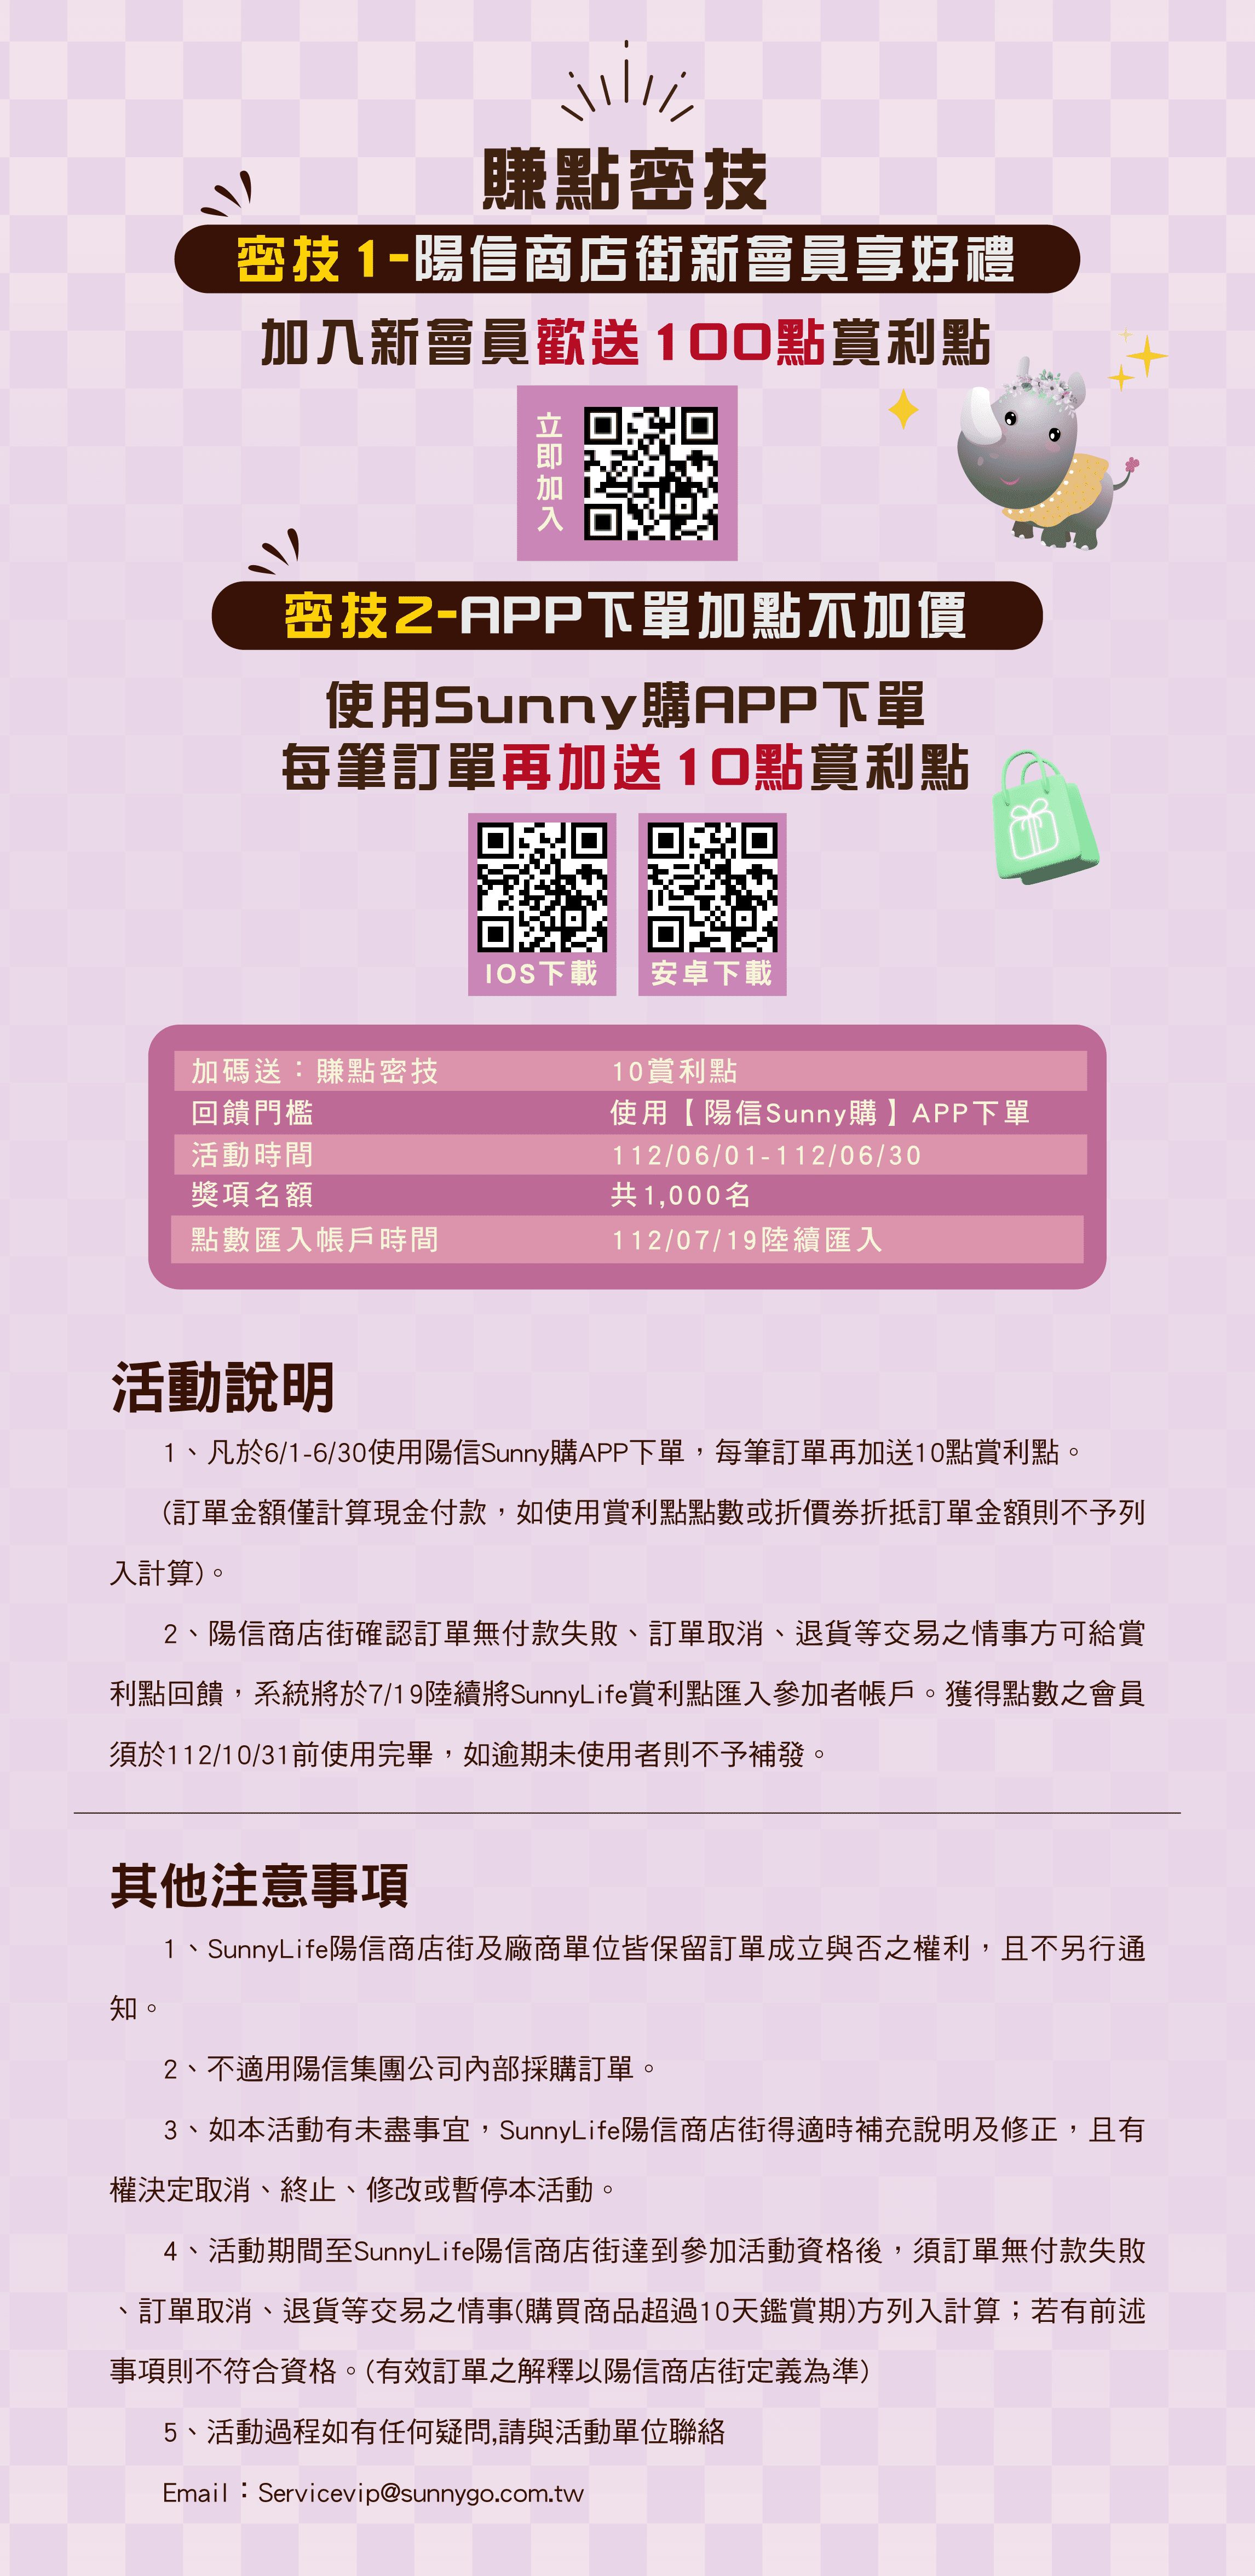 賺點密技
密技1-陽信商店街新會員享好禮
加入新會員歡送100點賞利點
立即加入
密技2-APP下單加點不加價
使用Sunny購APP下單
每筆訂單再加送10點賞利點
IOS下載
安卓下載
加碼送：賺點密技 10賞利點
回饋門檻 使用【陽信Sunny購】APP下單
活動時間 112/06/01-112/06/30
獎項名額 共1,000名
點數匯入帳戶時間 112/07/19陸續匯入
活動說明
1、凡於6/1-6/30使用陽信Sunny購APP下單，每筆訂單再加送10點賞利點。
(訂單金額僅計算現金付款，如使用賞利點點數或折價券折抵訂單金額則不予列
入計算)。
2、陽信商店街確認訂單無付款失敗、訂單取消、退貨等交易之情事方可給賞
利點回饋，系統將於7/19陸續將SunnyLife賞利點匯入參加者帳戶。獲得點數之會員
須於112/10/31前使用完畢，如逾期未使用者則不予補發。
其他注意事項
1、SunnyLife陽信商店街及廠商單位皆保留訂單成立與否之權利，且不另行通
知。
2、不適用陽信集團公司內部採購訂單。
3、如本活動有未盡事宜，SunnyLife陽信商店街得適時補充說明及修正，且有
權決定取消、終止、修改或暫停本活動。
4、活動期間至SunnyLife陽信商店街達到參加活動資格後，須訂單無付款失敗
、訂單取消、退貨等交易之情事(購買商品超過10天鑑賞期)方列入計算；若有前述
事項則不符合資格。(有效訂單之解釋以陽信商店街定義為準)
5、活動過程如有任何疑問,請與活動單位聯絡
Email：Servicevip@sunnygo.com.tw